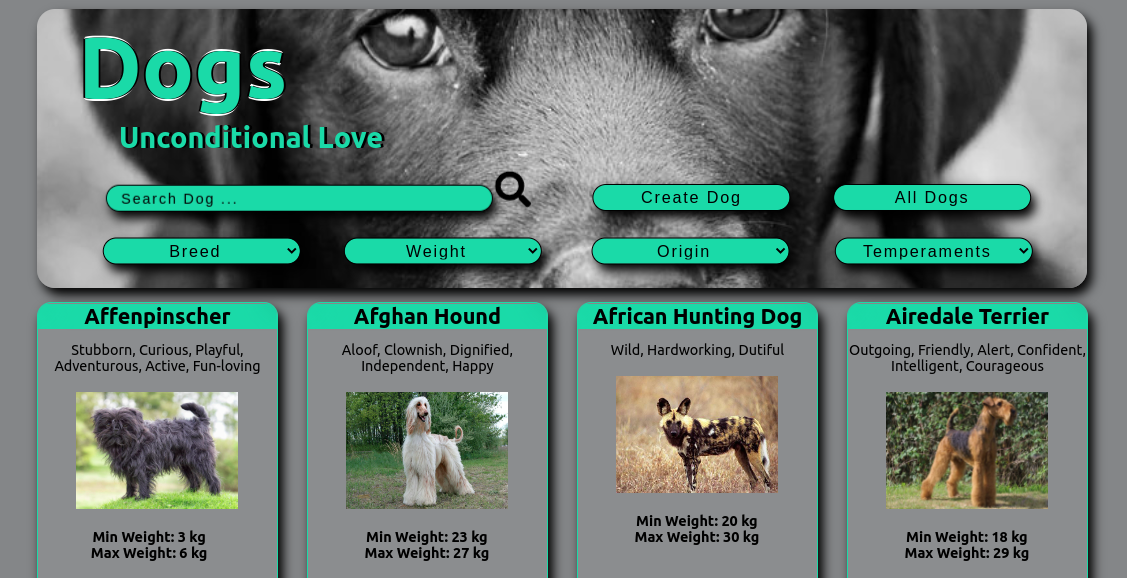 Dogs
Unconditional Love
Search Dog ...
Create Dog
All Dogs
Breed
Weight
Origin
Temperaments
Affenpinscher
Stubborn, Curious, Playful,
Adventurous, Active, Fun-loving
Min Weight: 3 kg
Max Weight: 6 kg
Afghan Hound
Aloof, Clownish, Dignified,
Independent, Happy
Min Weight: 23 kg
Max Weight: 27 kg
African Hunting Dog
Wild, Hardworking, Dutiful
Min Weight: 20 kg
Max Weight: 30 kg
Airedale Terrier
Outgoing, Friendly, Alert, Confident,
Intelligent, Courageous
Min Weight: 18 kg
Max Weight: 29 kg